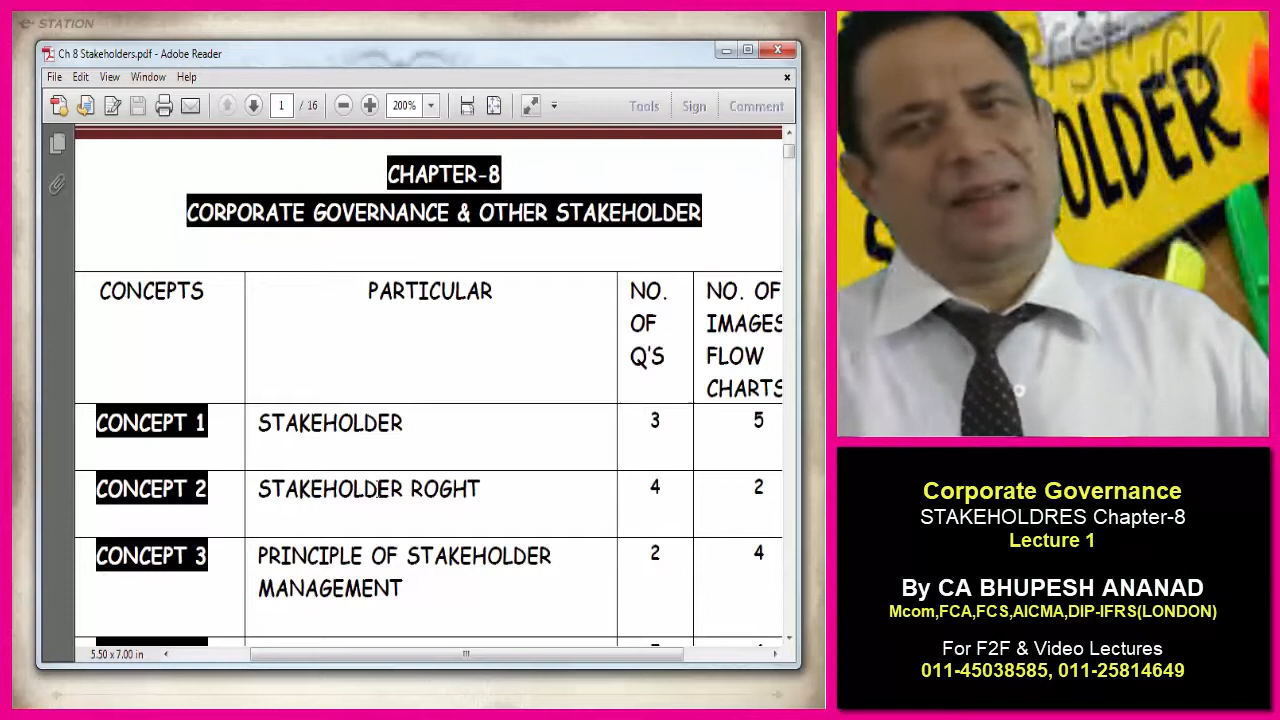 e-STATION
Ch 8 Stakeholders.pdf - Adobe Reader
File Edit View Window Help
1 / 16 200% Tools Sign Comment
CHAPTER-8
CORPORATE GOVERNANCE & OTHER STAKEHOLDER
CONCEPTS PARTICULAR NO. OF Q'S NO. OF IMAGES FLOW CHARTS
CONCEPT 1 STAKEHOLDER 3 5
CONCEPT 2 STAKEHOLDER ROGHT 4 2
CONCEPT 3 PRINCIPLE OF STAKEHOLDER MANAGEMENT 2 4
5.50 x 7.00 in
OLDER
Corporate Governance
STAKEHOLDRES Chapter-8
Lecture 1
By CA BHUPESH ANANAD
Mcom,FCA,FCS,AICMA,DIP-IFRS(LONDON)
For F2F & Video Lectures
011-45038585, 011-25814649